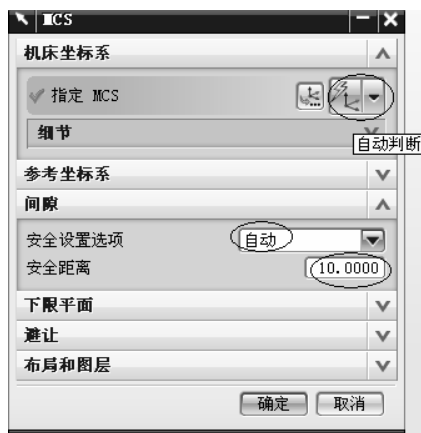 MCS
机床坐标系
指定 MCS
细节
自动判断
参考坐标系
间隙
安全设置选项 自动
安全距离 10.0000
下限平面
避让
布局和图层
确定 取消